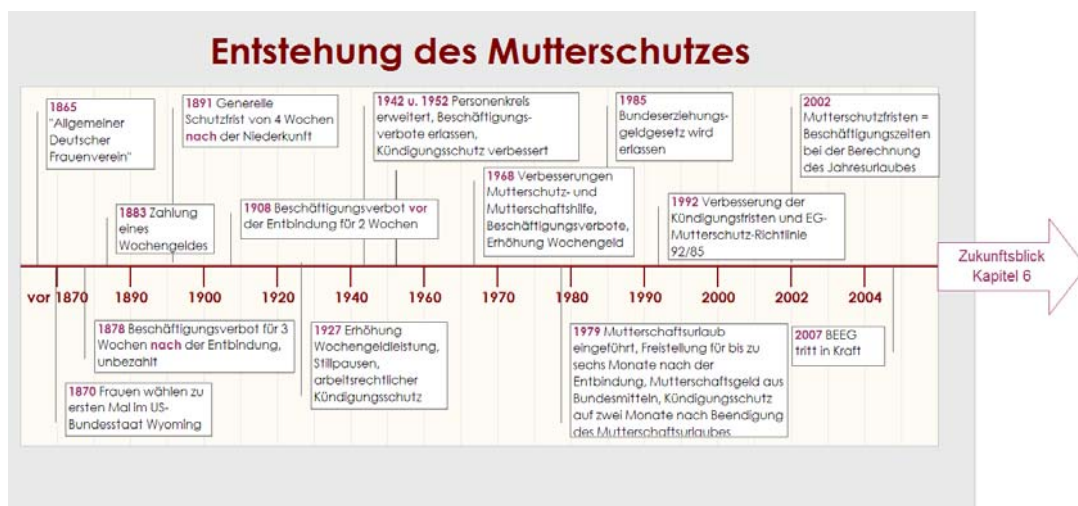 Entstehung des Mutterschutzes
1865
"Allgemeiner
Deutscher
Frauenverein"
1891 Generelle
Schutzfrist von 4 Wochen
nach der Niederkunft
1942 u. 1952 Personenkreis
erweitert, Beschäftigungs-
verbote erlassen,
Kündigungsschutz verbessert
1985
Bundeserziehungs-
geldgesetz wird
erlassen
2002
Mutterschutzfristen =
Beschäftigungszeiten
bei der Berechnung
des Jahresurlaubes
1883 Zahlung
eines
Wochengeldes
1908 Beschäftigungsverbot vor
der Entbindung für 2 Wochen
1968 Verbesserungen
Mutterschutz- und
Mutterschaftshilfe,
Beschäftigungsverbote,
Erhöhung Wochengeld
1992 Verbesserung der
Kündigungsfristen und EG-
Mutterschutz-Richtlinie
92/85
Zukunftsblick
Kapitel 6
vor 1870 1890 1900 1920 1940 1960 1970 1980 1990 2000 2002 2004
1878 Beschäftigungsverbot für 3
Wochen nach der Entbindung,
unbezahlt
1870 Frauen wählen zu
ersten Mal im US-
Bundesstaat Wyoming
1927 Erhöhung
Wochengeldleistung,
Stillpausen,
arbeitsrechtlicher
Kündigungsschutz
1979 Mutterschaftsurlaub
eingeführt, Freistellung für bis zu
sechs Monate nach der
Entbindung, Mutterschaftsgeld aus
Bundesmitteln, Kündigungsschutz
auf zwei Monate nach Beendigung
des Mutterschaftsurlaubes
2007 BEEG
tritt in Kraft